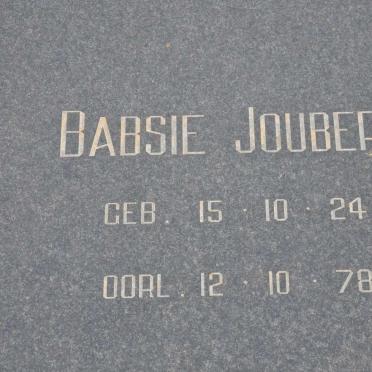 BABSIE JOUBER
GEB. 15 · 10 · 24
OORL. 12 · 10 · 78